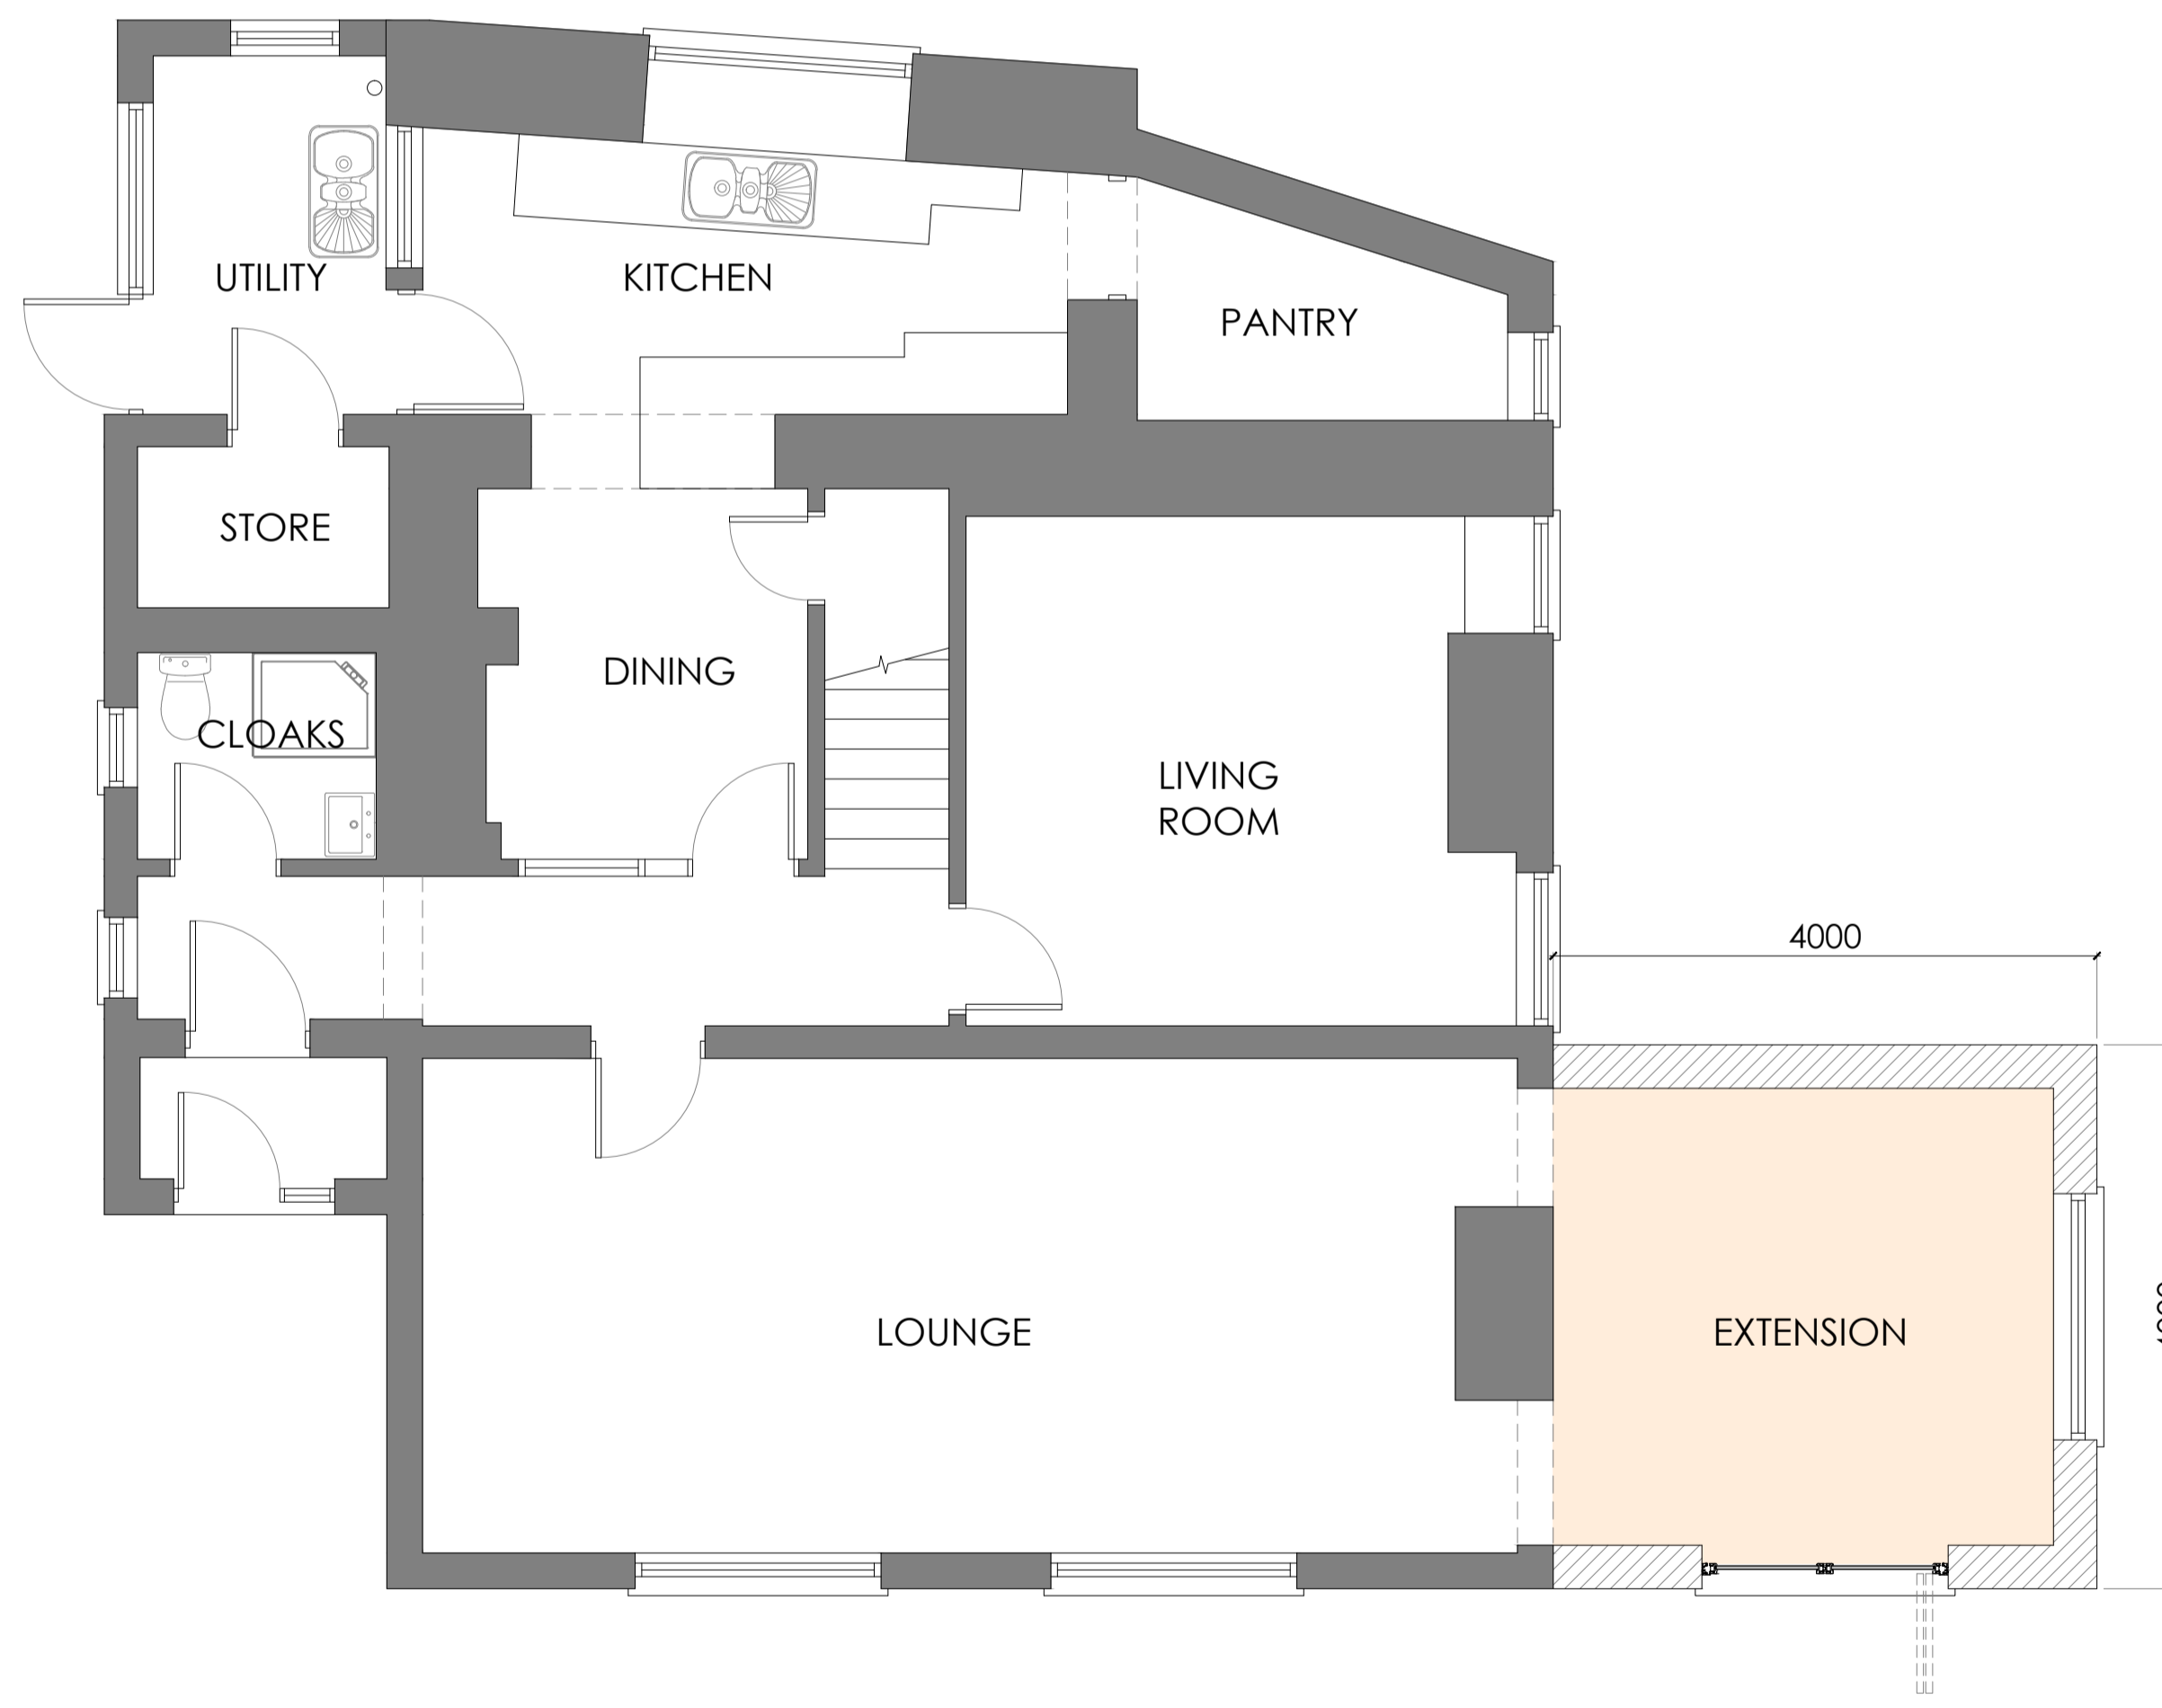 UTILITY
KITCHEN
PANTRY
STORE
DINING
CLOAKS
LIVING
ROOM
4000
LOUNGE
EXTENSION